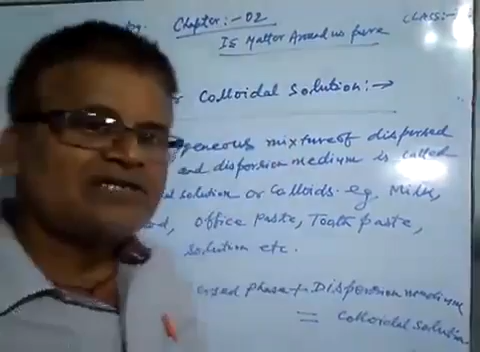 Chapter:- 02
CLASS:-
Is Matter Around us pure
Colloidal Solution:→
geneous mixture of dispersed
and dispersion medium is called
solution or Colloids. eg. Milk,
office paste, Tooth paste,
solution etc.
phase + Dispersion medium
= Colloidal solution